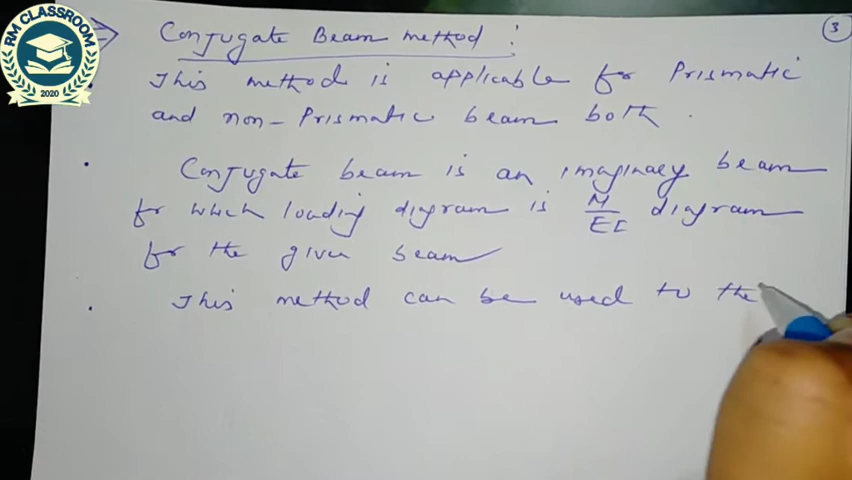 RM CLASSROOM
2020
3
Conjugate Beam method :
This method is applicable for Prismatic
and non-Prismatic beam both .
Conjugate beam is an imaginary beam
for which loading diagram is M/EI diagram
for the given beam
This method can be used to the